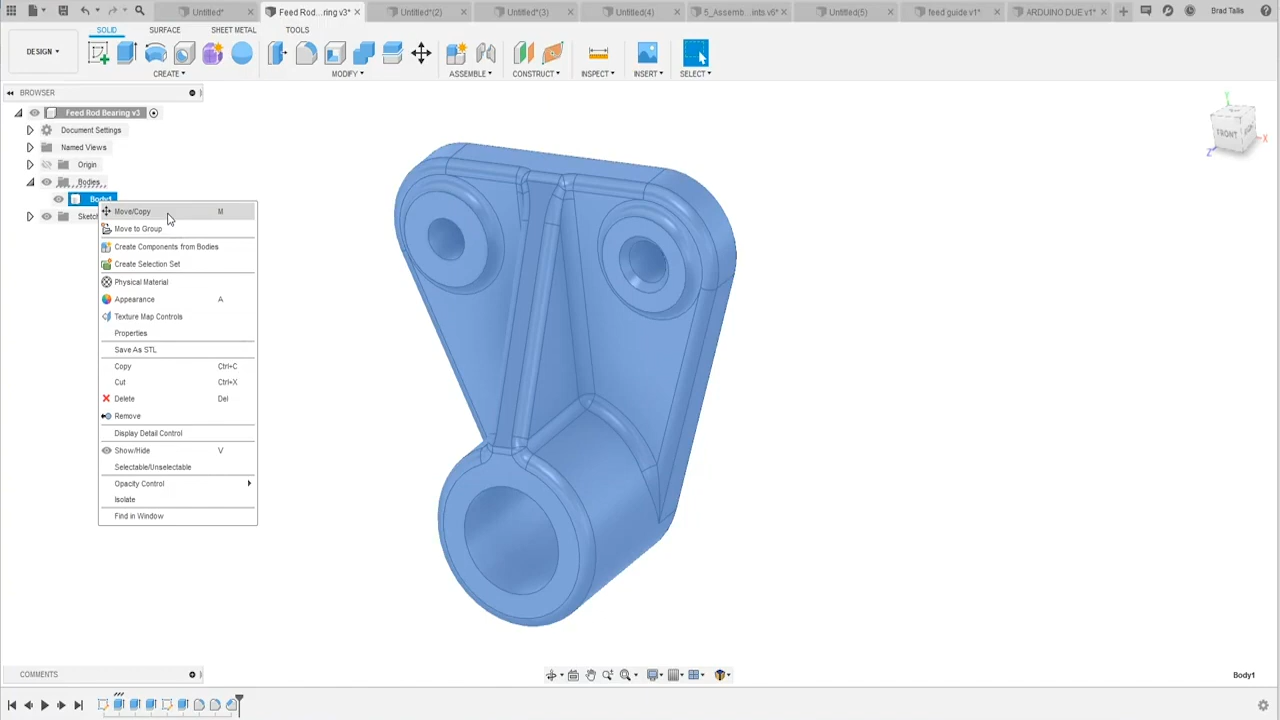 Untitled*
Feed Rod...ring v3*
Untitled*(2)
Untitled*(3)
Untitled(4)
5_Assemb...ints v6*
Untitled(5)
feed guide v1*
ARDUINO DUE v1*
Brad Tallis
DESIGN
SOLID
SURFACE
SHEET METAL
TOOLS
CREATE
MODIFY
ASSEMBLE
CONSTRUCT
INSPECT
INSERT
SELECT
BROWSER
Feed Rod Bearing v3
Document Settings
Named Views
Origin
Bodies
Body1
Sketch
Move/Copy M
Move to Group
Create Components from Bodies
Create Selection Set
Physical Material
Appearance A
Texture Map Controls
Properties
Save As STL
Copy Ctrl+C
Cut Ctrl+X
Delete Del
Remove
Display Detail Control
Show/Hide V
Selectable/Unselectable
Opacity Control
Isolate
Find in Window
Y
FRONT
X
Z
COMMENTS
Body1